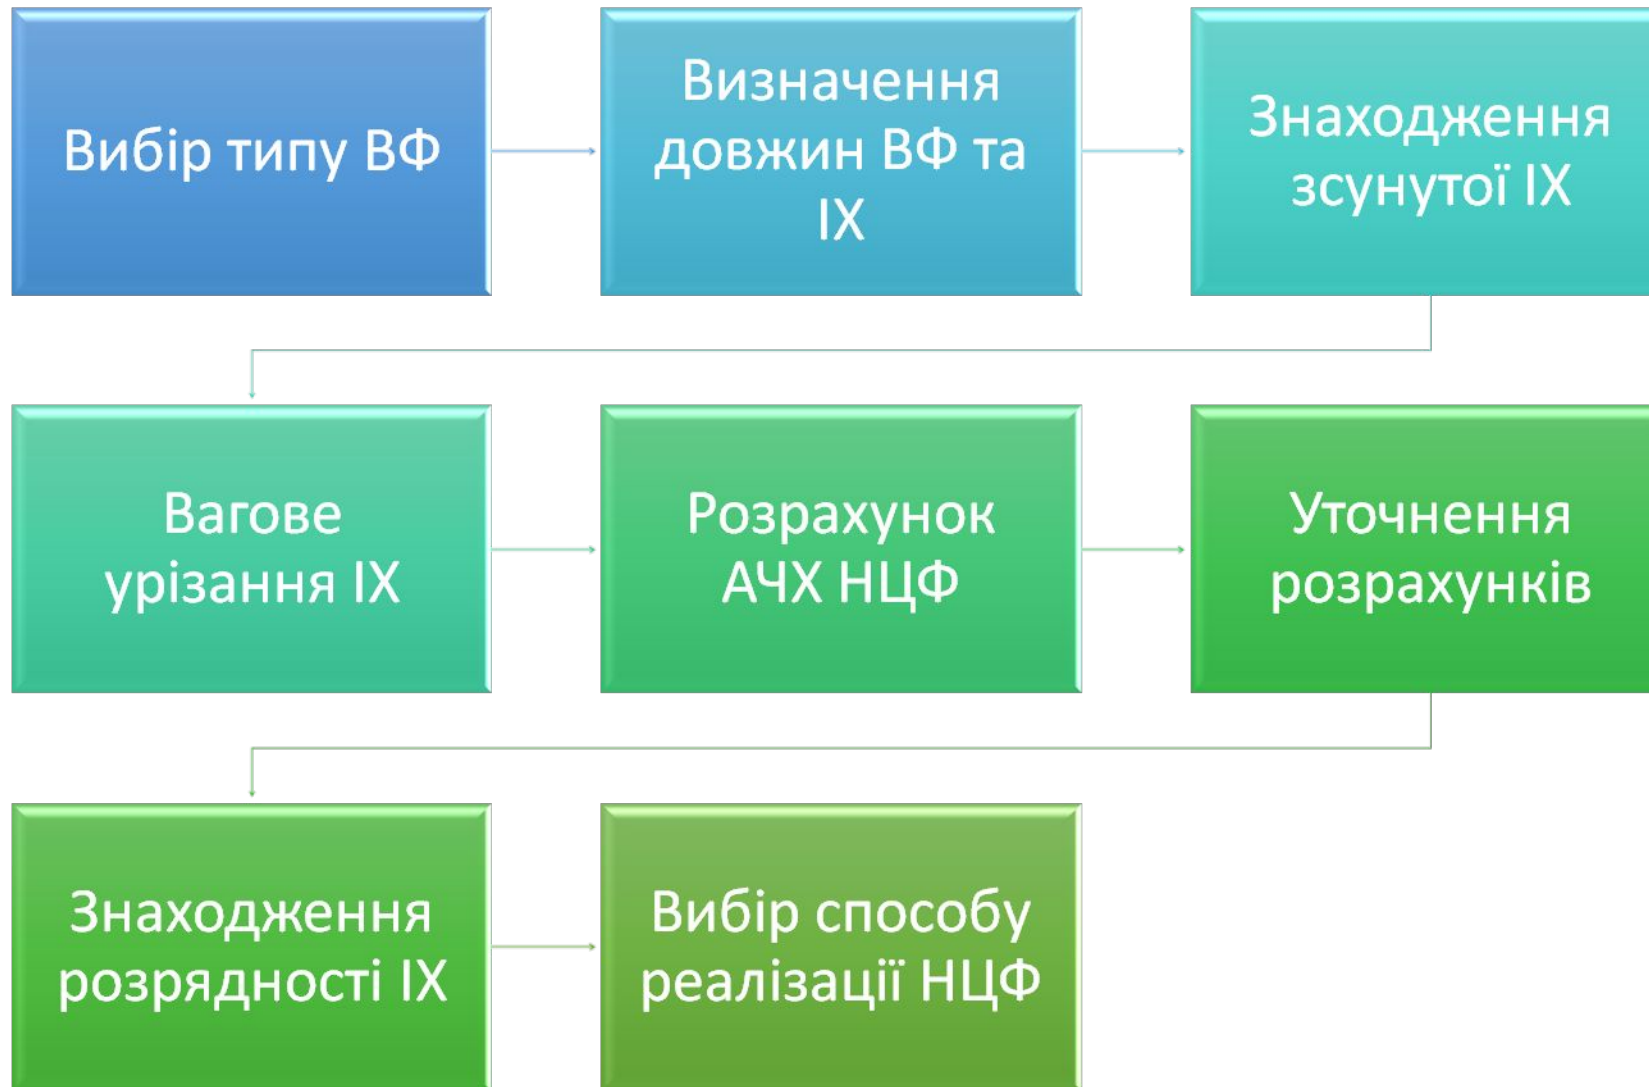 Вибір типу ВФ
Визначення
довжин ВФ та
ІХ
Знаходження
зсунутої ІХ
Вагове
урізання ІХ
Розрахунок
АЧХ НЦФ
Уточнення
розрахунків
Знаходження
розрядності ІХ
Вибір способу
реалізації НЦФ